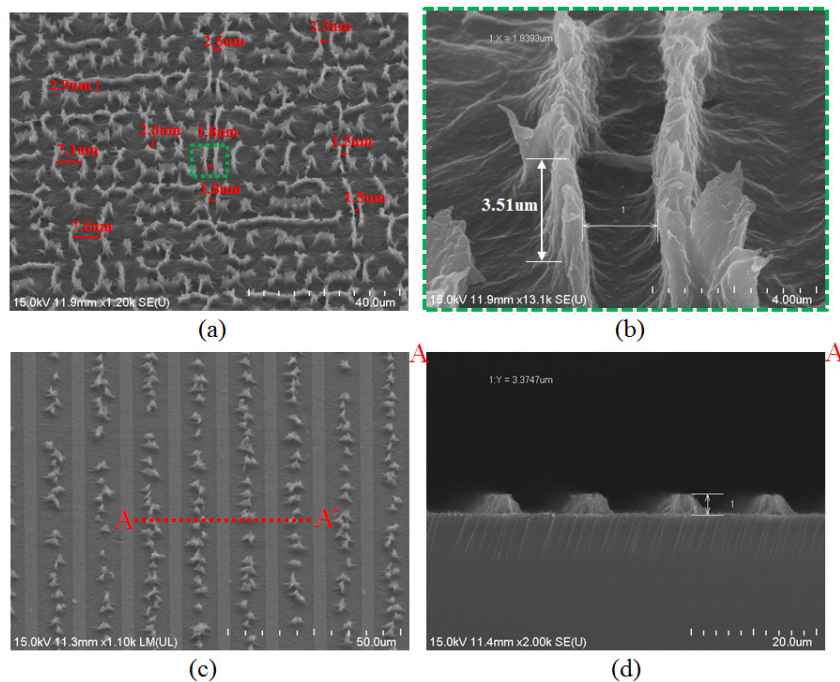 2.6um
2.3um
2.9um
2.6um
1.8um
7.1um
1.5um
1.8um
1.5um
7.6um
15.0kV 11.9mm x1.20k SE(U)
40.0um
(a)
1:X = 1.8393um
3.51um
1
15.0kV 11.9mm x13.1k SE(U)
4.00um
(b)
A A'
15.0kV 11.3mm x1.10k LM(UL)
50.0um
(c)
A
A
1:Y = 3.3747um
1
15.0kV 11.4mm x2.00k SE(U)
20.0um
(d)